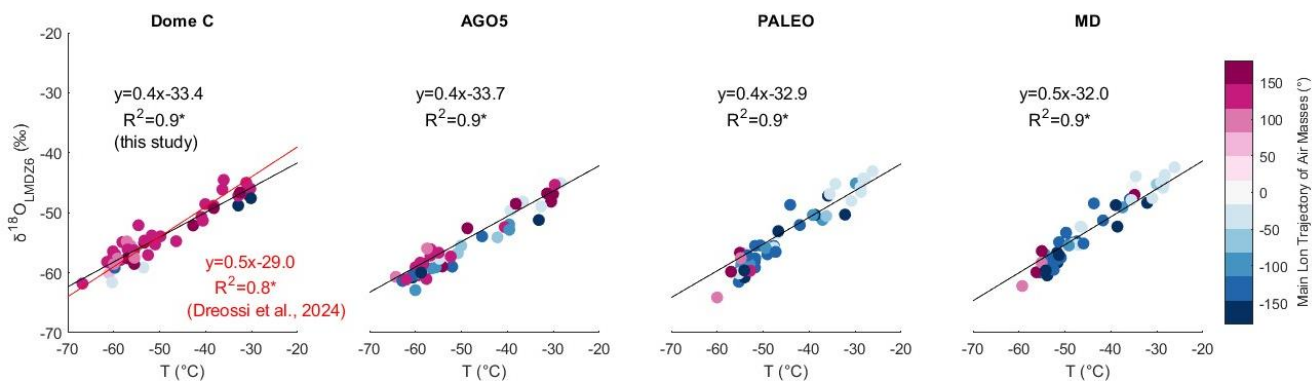 Dome C
AGO5
PALEO
MD
-20
-30
-40
-50
-60
-70
δ18O LMDZ6 (‰)
y=0.4x-33.4
R2=0.9*
(this study)
y=0.5x-29.0
R2=0.8*
(Dreossi et al., 2024)
-70 -60 -50 -40 -30 -20
T (°C)
y=0.4x-33.7
R2=0.9*
-70 -60 -50 -40 -30 -20
T (°C)
y=0.4x-32.9
R2=0.9*
-70 -60 -50 -40 -30 -20
T (°C)
y=0.5x-32.0
R2=0.9*
-70 -60 -50 -40 -30 -20
T (°C)
150
100
50
0
-50
-100
-150
Main Lon Trajectory of Air Masses (°)